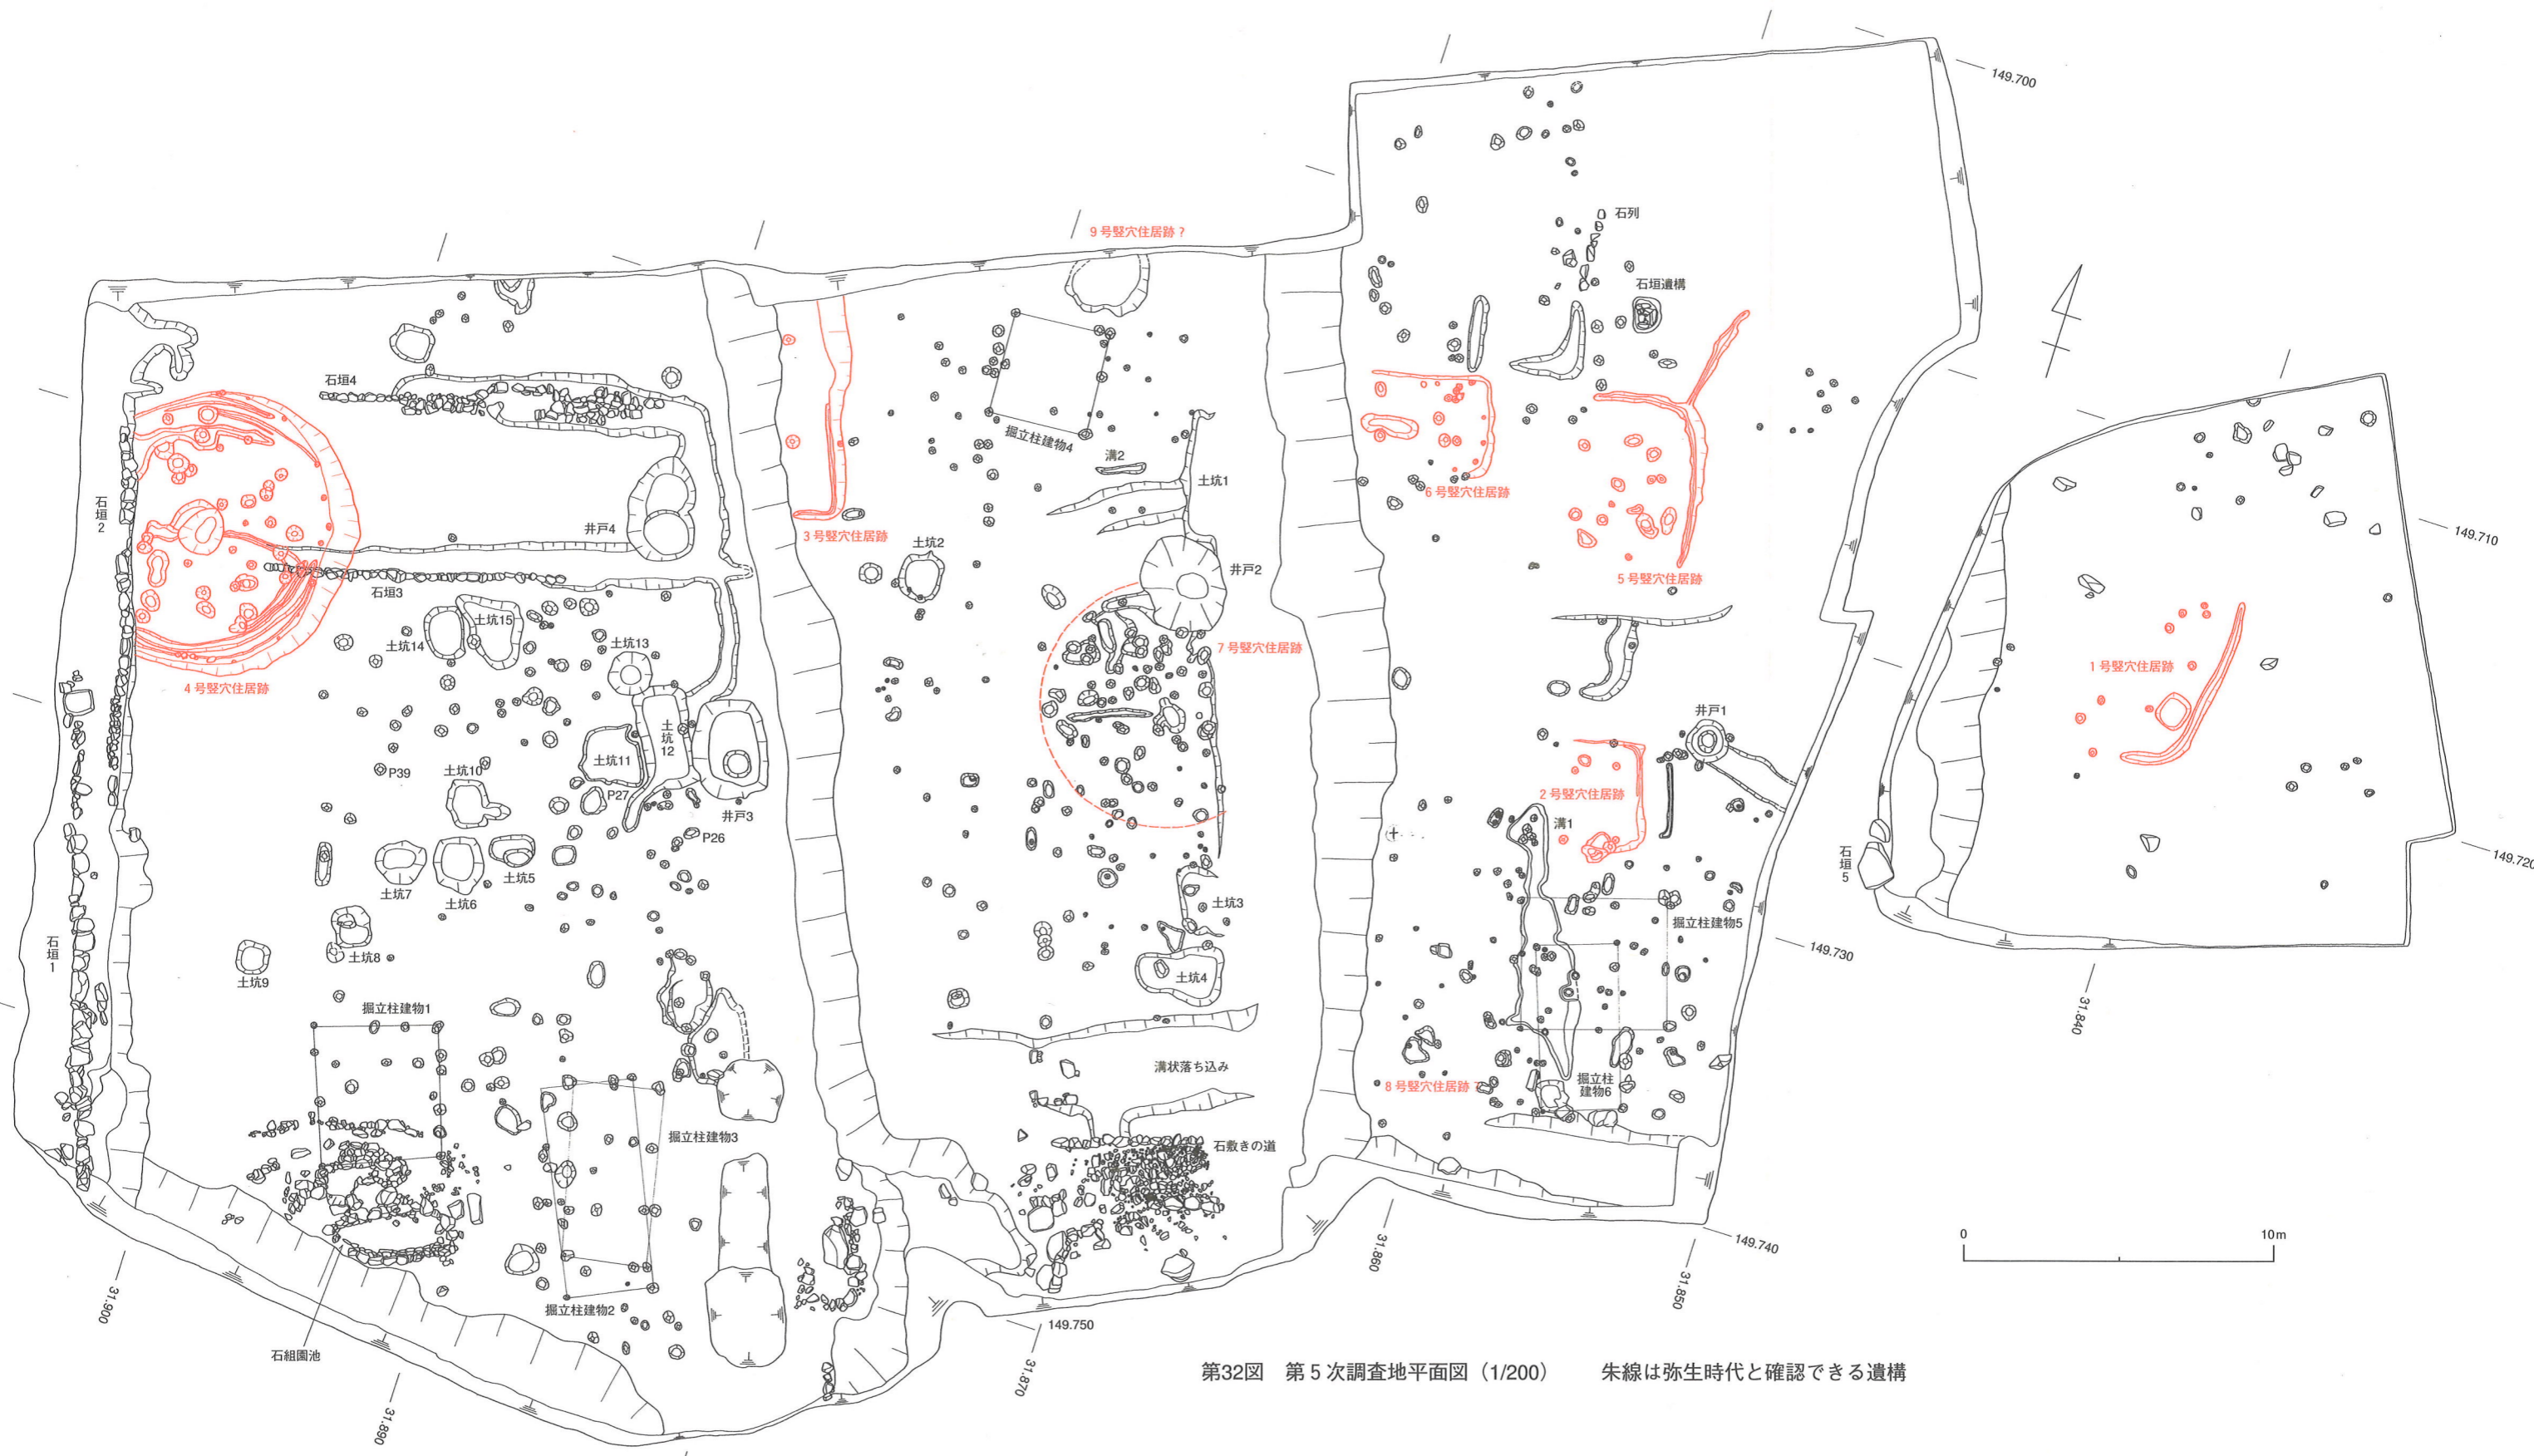 149.700
9号竪穴住居跡？
石列
石垣遺構
石垣4
掘立柱建物4
溝2
土坑1
6号竪穴住居跡
石垣2
井戸4
3号竪穴住居跡
土坑2
井戸2
5号竪穴住居跡
149.710
石垣3
土坑15
土坑14
土坑13
7号竪穴住居跡
1号竪穴住居跡
4号竪穴住居跡
井戸1
土坑12
土坑11
P39
土坑10
P27
井戸3
2号竪穴住居跡
溝1
P26
土坑5
土坑7
土坑6
石垣5
149.720
土坑3
掘立柱建物5
石垣1
土坑8
土坑9
土坑4
149.730
掘立柱建物1
31.840
溝状落ち込み
8号竪穴住居跡？
掘立柱
建物6
掘立柱建物3
石敷きの道
0
10m
149.740
31.860
31.850
31.900
掘立柱建物2
149.750
石組園池
31.870
31.890
第32図　第5次調査地平面図（1/200）　　朱線は弥生時代と確認できる遺構